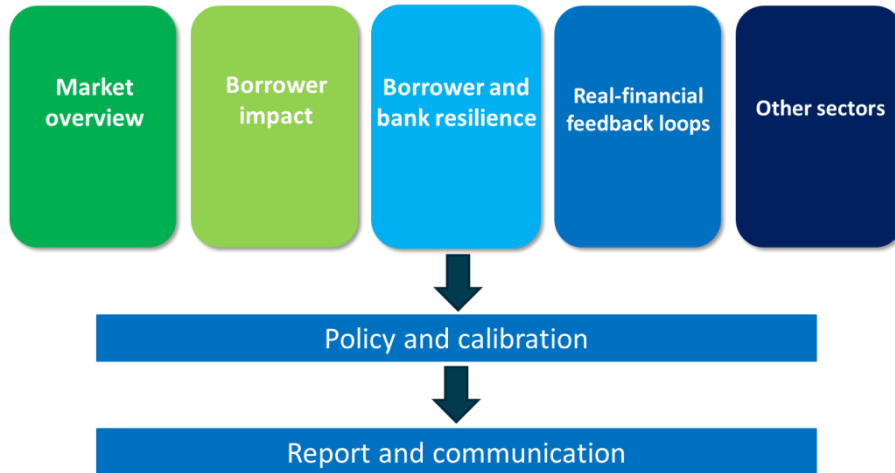 Market
overview
Borrower
impact
Borrower and
bank resilience
Real-financial
feedback loops
Other sectors
Policy and calibration
Report and communication